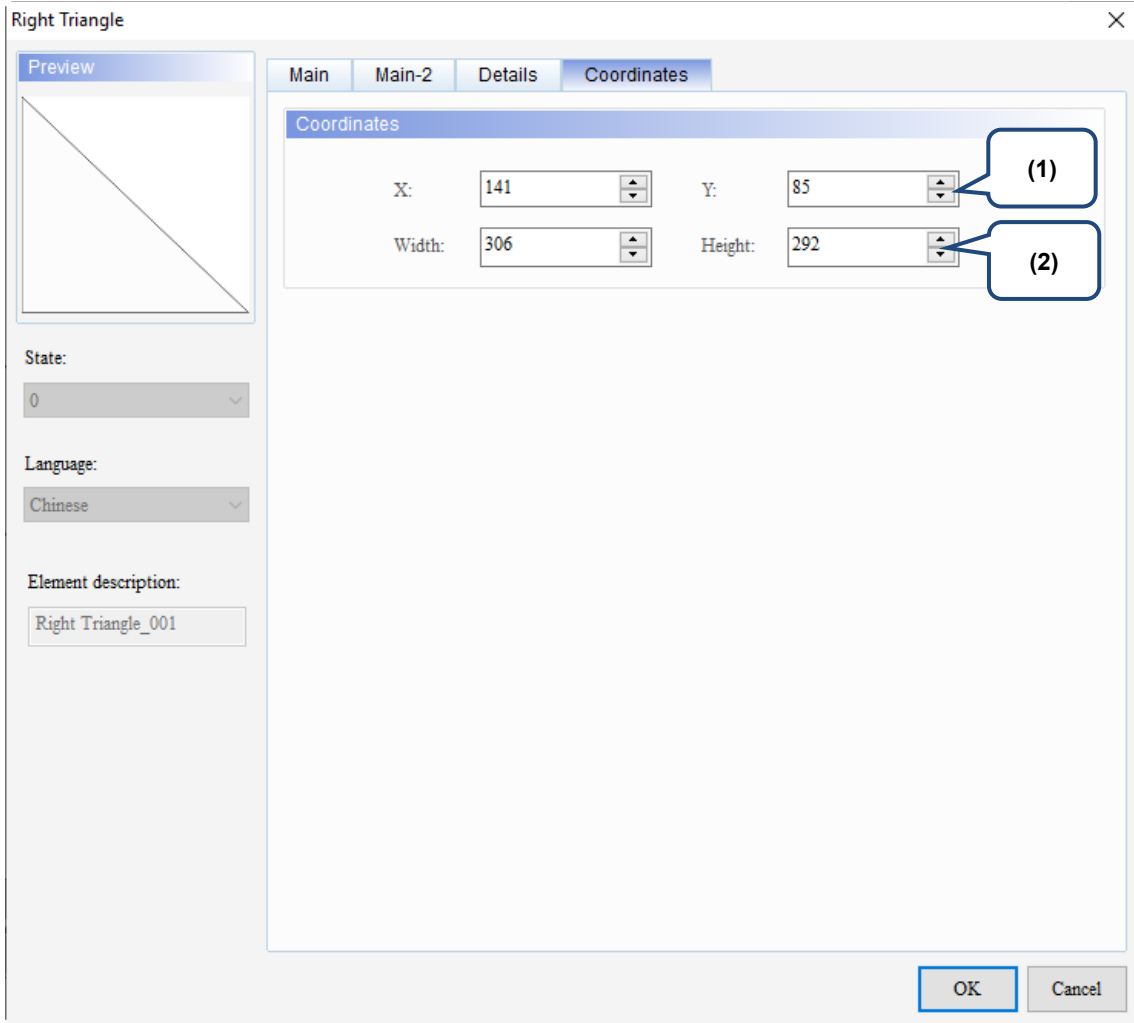 Right Triangle
Preview
Main Main-2 Details Coordinates
Coordinates
X: 141 Y: 85
(1)
Width: 306 Height: 292
(2)
State:
0
Language:
Chinese
Element description:
Right Triangle_001
OK Cancel